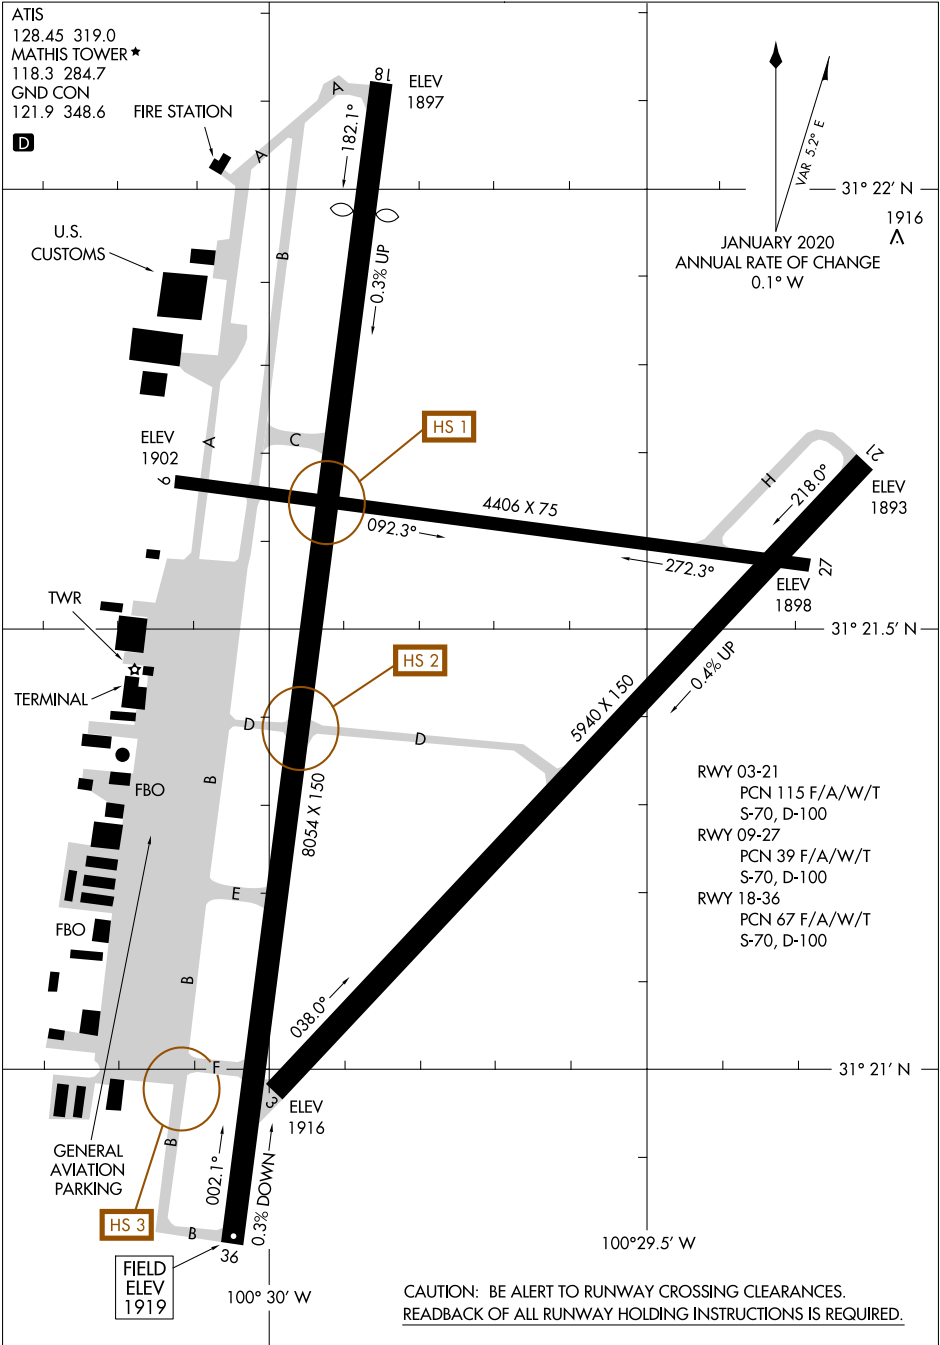 ATIS
128.45 319.0
MATHIS TOWER
118.3 284.7
GND CON
121.9 348.6
D
FIRE STATION
A
A
18
ELEV
1897
182.1°
VAR 5.2° E
31° 22' N
1916
JANUARY 2020
ANNUAL RATE OF CHANGE
0.1° W
U.S.
CUSTOMS
B
0.3% UP
HS 1
ELEV
1902
A
C
9
4406 X 75
092.3°
272.3°
H
218.0°
21
ELEV
1893
27
ELEV
1898
TWR
31° 21.5' N
HS 2
TERMINAL
0.4% UP
5940 X 150
D
D
B
FBO
8054 X 150
RWY 03-21
PCN 115 F/A/W/T
S-70, D-100
RWY 09-27
PCN 39 F/A/W/T
S-70, D-100
RWY 18-36
PCN 67 F/A/W/T
S-70, D-100
E
FBO
B
038.0°
F
31° 21' N
3
ELEV
1916
B
GENERAL
AVIATION
PARKING
002.1°
0.3% DOWN
HS 3
B
36
FIELD
ELEV
1919
100° 30' W
100°29.5' W
CAUTION: BE ALERT TO RUNWAY CROSSING CLEARANCES.
READBACK OF ALL RUNWAY HOLDING INSTRUCTIONS IS REQUIRED.